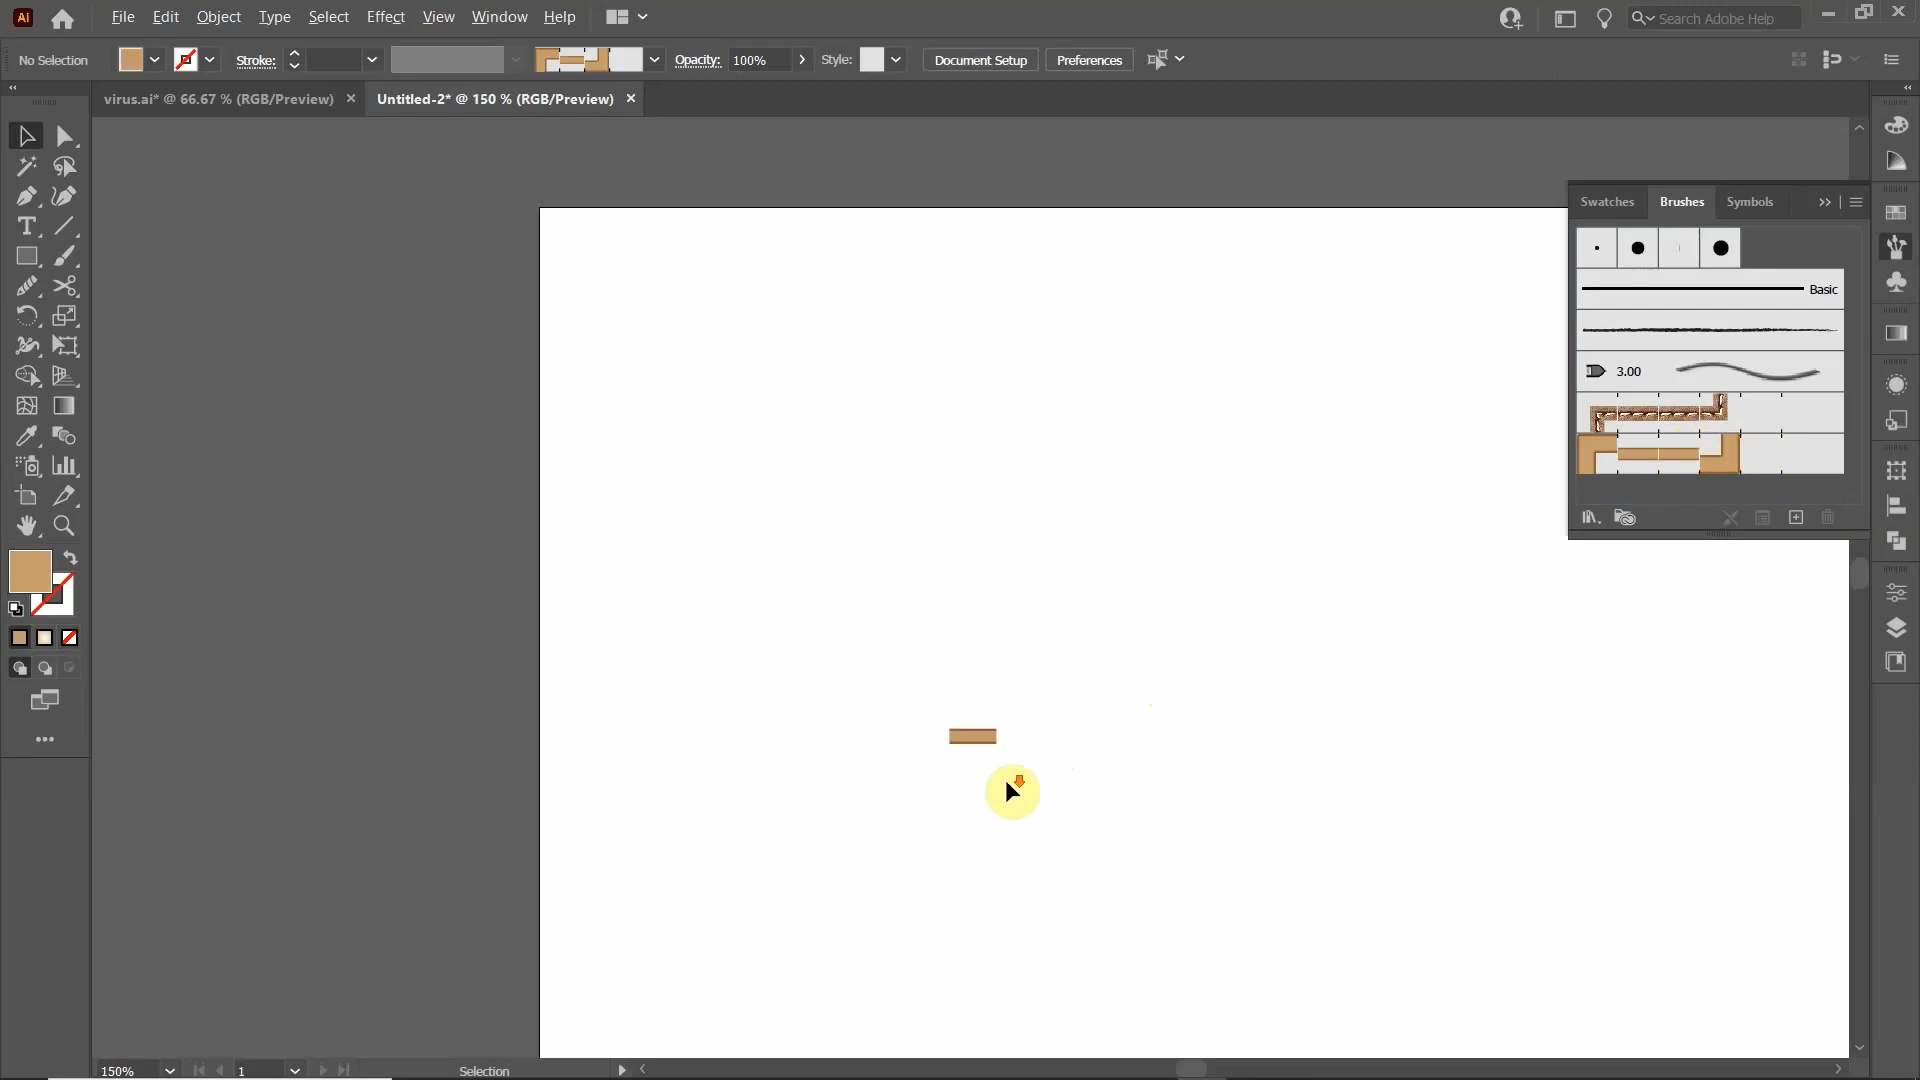 Ai File Edit Object Type Select Effect View Window Help Search Adobe Help
No Selection Stroke: Opacity: 100% Style: Document Setup Preferences
virus.ai* @ 66.67 % (RGB/Preview) Untitled-2* @ 150 % (RGB/Preview)
Swatches Brushes Symbols
Basic
3.00
150% 1 Selection